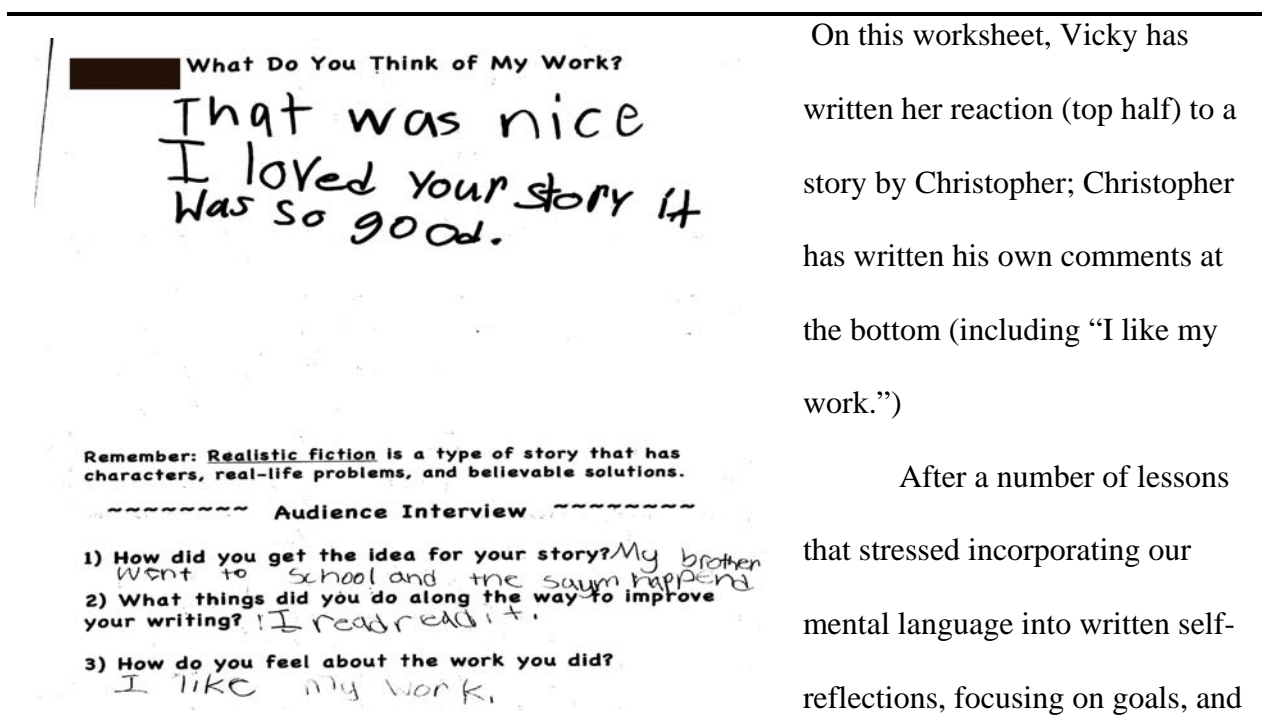 What Do You Think of My Work?
That was nice
I loved your story it
Was so good.
Remember: Realistic fiction is a type of story that has
characters, real-life problems, and believable solutions.
~~~~~~~~ Audience Interview ~~~~~~~~
1) How did you get the idea for your story? My brother
went to school and the saym happend
2) What things did you do along the way to improve
your writing? I readread it.
3) How do you feel about the work you did?
I like my work.
On this worksheet, Vicky has
written her reaction (top half) to a
story by Christopher; Christopher
has written his own comments at
the bottom (including “I like my
work.”)
After a number of lessons
that stressed incorporating our
mental language into written self-
reflections, focusing on goals, and